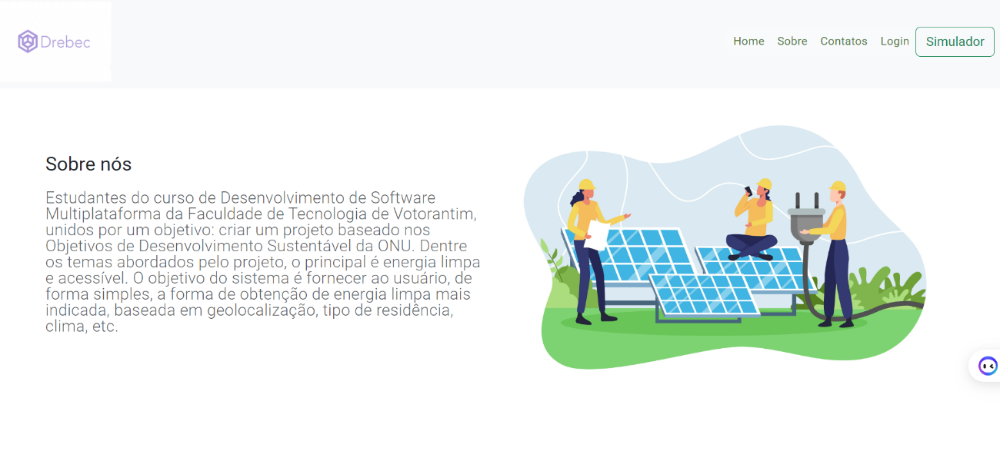 Drebec
Home Sobre Contatos Login Simulador
Sobre nós
Estudantes do curso de Desenvolvimento de Software
Multiplataforma da Faculdade de Tecnologia de Votorantim,
unidos por um objetivo: criar um projeto baseado nos
Objetivos de Desenvolvimento Sustentável da ONU. Dentre
os temas abordados pelo projeto, o principal é energia limpa
e acessível. O objetivo do sistema é fornecer ao usuário, de
forma simples, a forma de obtenção de energia limpa mais
indicada, baseada em geolocalização, tipo de residência,
clima, etc.